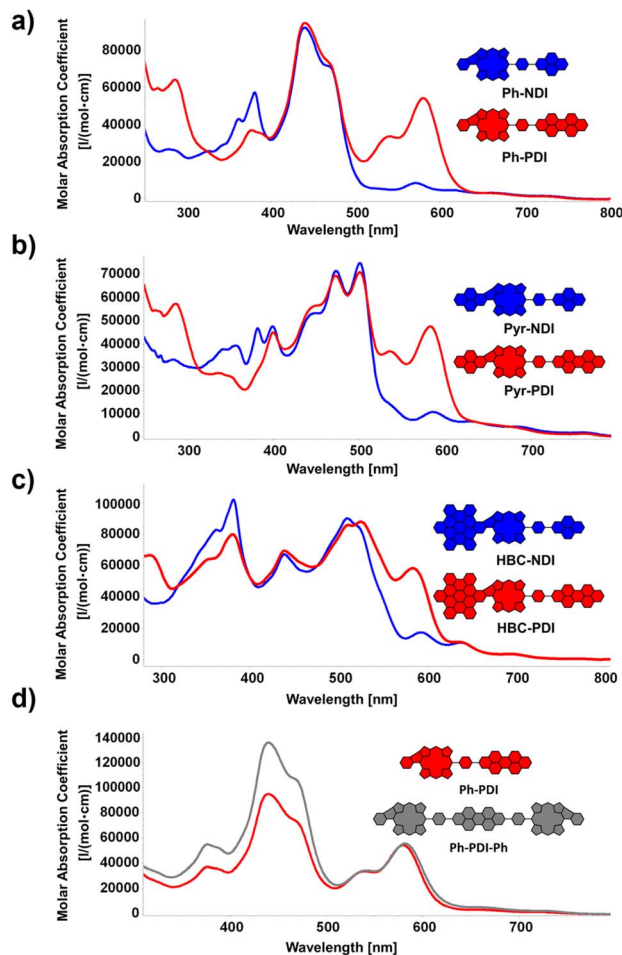 a)
Molar Absorption Coefficient
[l/(mol·cm)]
80000
60000
40000
20000
0
300
400
500
600
700
800
Wavelength [nm]
Ph-NDI
Ph-PDI
b)
Molar Absorption Coefficient
[l/(mol·cm)]
70000
60000
50000
40000
30000
20000
10000
0
300
400
500
600
700
Wavelength [nm]
Pyr-NDI
Pyr-PDI
c)
Molar Absorption Coefficient
[l/(mol·cm)]
100000
80000
60000
40000
20000
0
300
400
500
600
700
800
Wavelength [nm]
HBC-NDI
HBC-PDI
d)
Molar Absorption Coefficient
[l/(mol·cm)]
140000
120000
100000
80000
60000
40000
20000
0
400
500
600
700
Wavelength [nm]
Ph-PDI
Ph-PDI-Ph